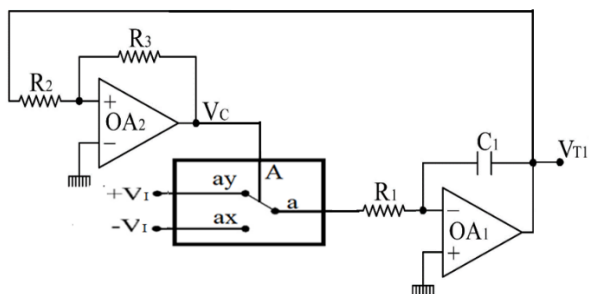 R3
R2
+
OA2
−
VC
C1
VT1
A
ay
+VI
a
R1
ax
-VI
−
OA1
+